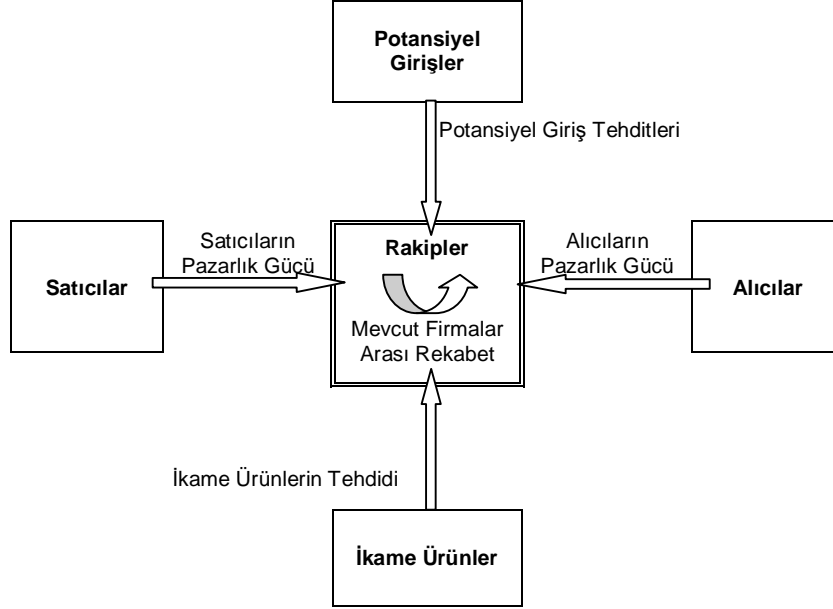 Potansiyel
Girişler
Potansiyel Giriş Tehditleri
Satıcılar
Satıcıların
Pazarlık Gücü
Rakipler
Mevcut Firmalar
Arası Rekabet
Alıcıların
Pazarlık Gücü
Alıcılar
İkame Ürünlerin Tehdidi
İkame Ürünler